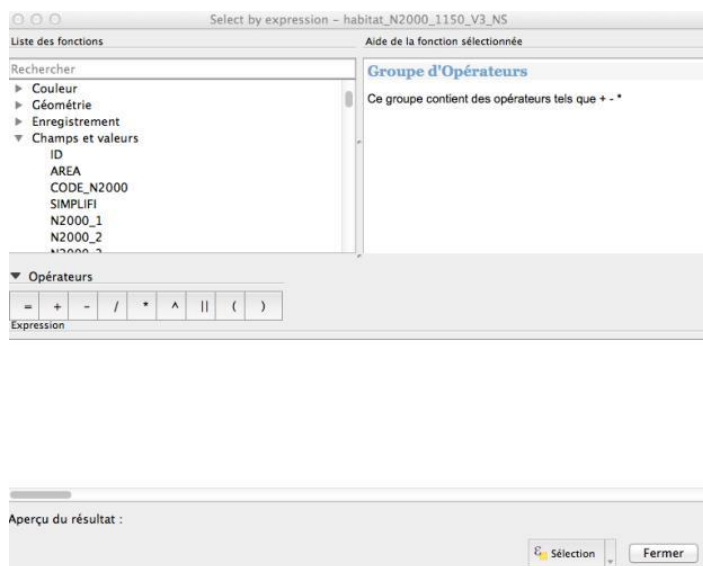 Select by expression – habitat_N2000_1150_V3_NS
Liste des fonctions
Aide de la fonction sélectionnée
Rechercher
Couleur
Géométrie
Enregistrement
Champs et valeurs
ID
AREA
CODE_N2000
SIMPLIFI
N2000_1
N2000_2
Groupe d'Opérateurs
Ce groupe contient des opérateurs tels que + - *
Opérateurs
= + - / * ^ || ( )
Expression
Aperçu du résultat :
Sélection
Fermer